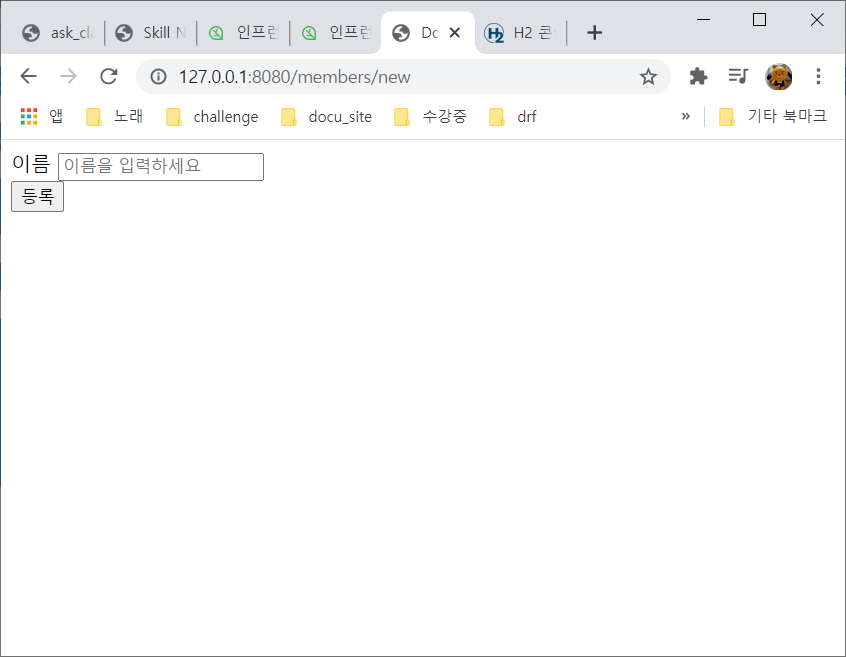 ask_cla Skill N 인프런 인프런 Do H2 콘
127.0.0.1:8080/members/new
앱 노래 challenge docu_site 수강중 drf » 기타 북마크
이름 이름을 입력하세요
등록